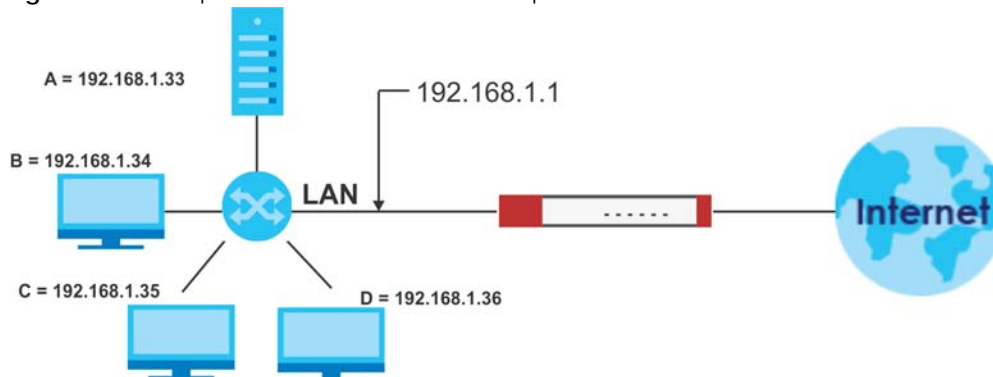 A = 192.168.1.33
192.168.1.1
B = 192.168.1.34
LAN
Internet
C = 192.168.1.35
D = 192.168.1.36